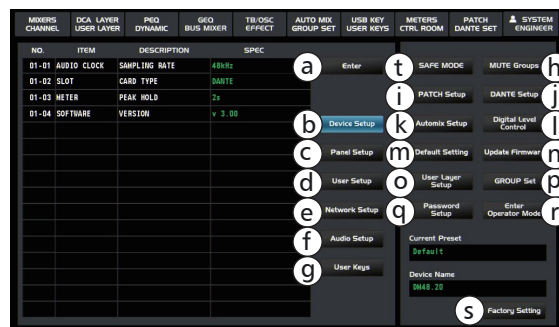 MIXERS CHANNEL
DCA LAYER USER LAYER
PEQ DYNAMIC
GEQ BUS MIXER
TB/OSC EFFECT
AUTO MIX GROUP SET
USB KEY USER KEYS
METERS CTRL ROOM
PATCH DANTE SET
SYSTEM ENGINEER
NO. ITEM DESCRIPTION SPEC
01-01 AUDIO CLOCK SAMPLING RATE 48kHz
01-02 SLOT CARD TYPE DANTE
01-03 METER PEAK HOLD 2s
01-04 SOFTWARE VERSION v 3.00
a Enter
b Device Setup
c Panel Setup
d User Setup
e Network Setup
f Audio Setup
g User Keys
t SAFE MODE
MUTE Groups h
i PATCH Setup
DANTE Setup j
k Automix Setup
Digital Level Control l
m Default Setting
Update Firmwar n
o User Layer Setup
GROUP Set p
q Password Setup
Enter Operator Mode r
Current Preset
Default
Device Name
DM48.20
s Factory Setting